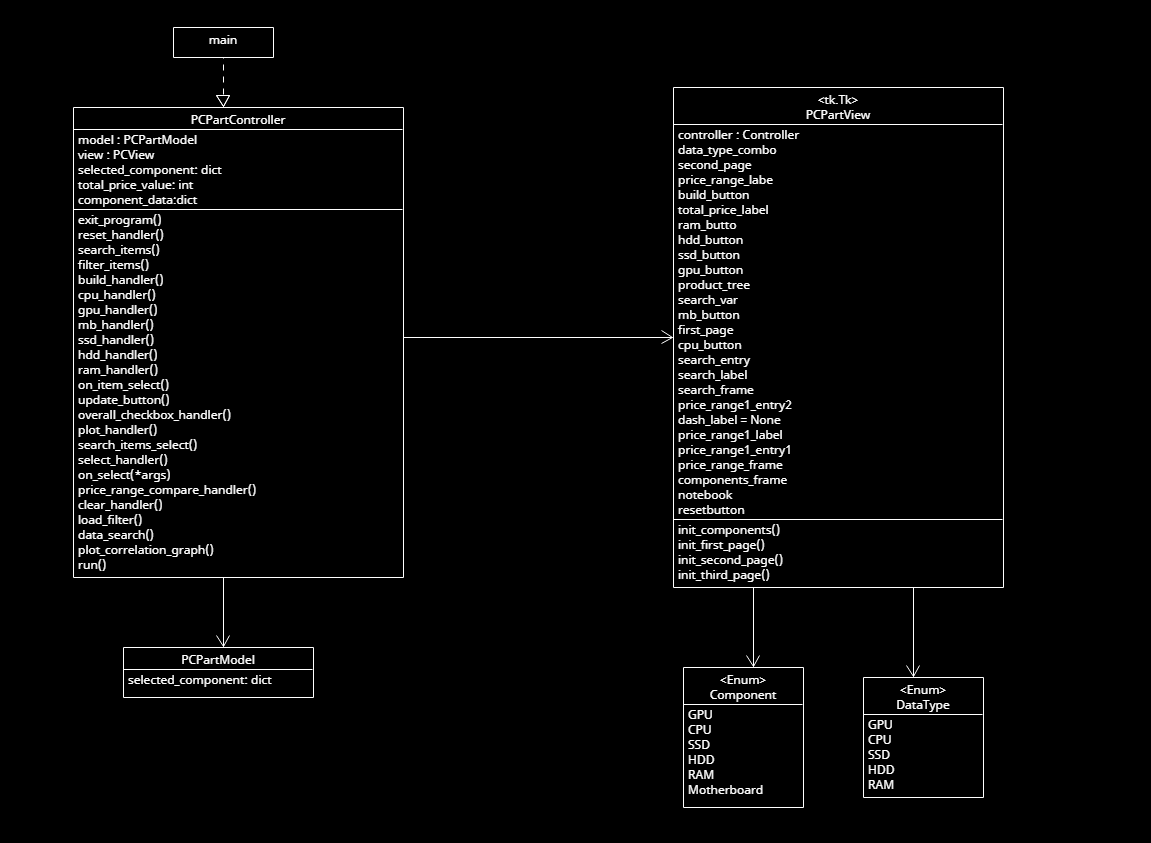 main
PCPartController
model : PCPartModel
view : PCView
selected_component: dict
total_price_value: int
component_data:dict
exit_program()
reset_handler()
search_items()
filter_items()
build_handler()
cpu_handler()
gpu_handler()
mb_handler()
ssd_handler()
hdd_handler()
ram_handler()
on_item_select()
update_button()
overall_checkbox_handler()
plot_handler()
search_items_select()
select_handler()
on_select(*args)
price_range_compare_handler()
clear_handler()
load_filter()
data_search()
plot_correlation_graph()
run()
PCPartModel
selected_component: dict
<tk.Tk>
PCPartView
controller : Controller
data_type_combo
second_page
price_range_labe
build_button
total_price_label
ram_butto
hdd_button
ssd_button
gpu_button
product_tree
search_var
mb_button
first_page
cpu_button
search_entry
search_label
search_frame
price_range1_entry2
dash_label = None
price_range1_label
price_range1_entry1
price_range_frame
components_frame
notebook
resetbutton
init_components()
init_first_page()
init_second_page()
init_third_page()
<Enum>
Component
GPU
CPU
SSD
HDD
RAM
Motherboard
<Enum>
DataType
GPU
CPU
SSD
HDD
RAM